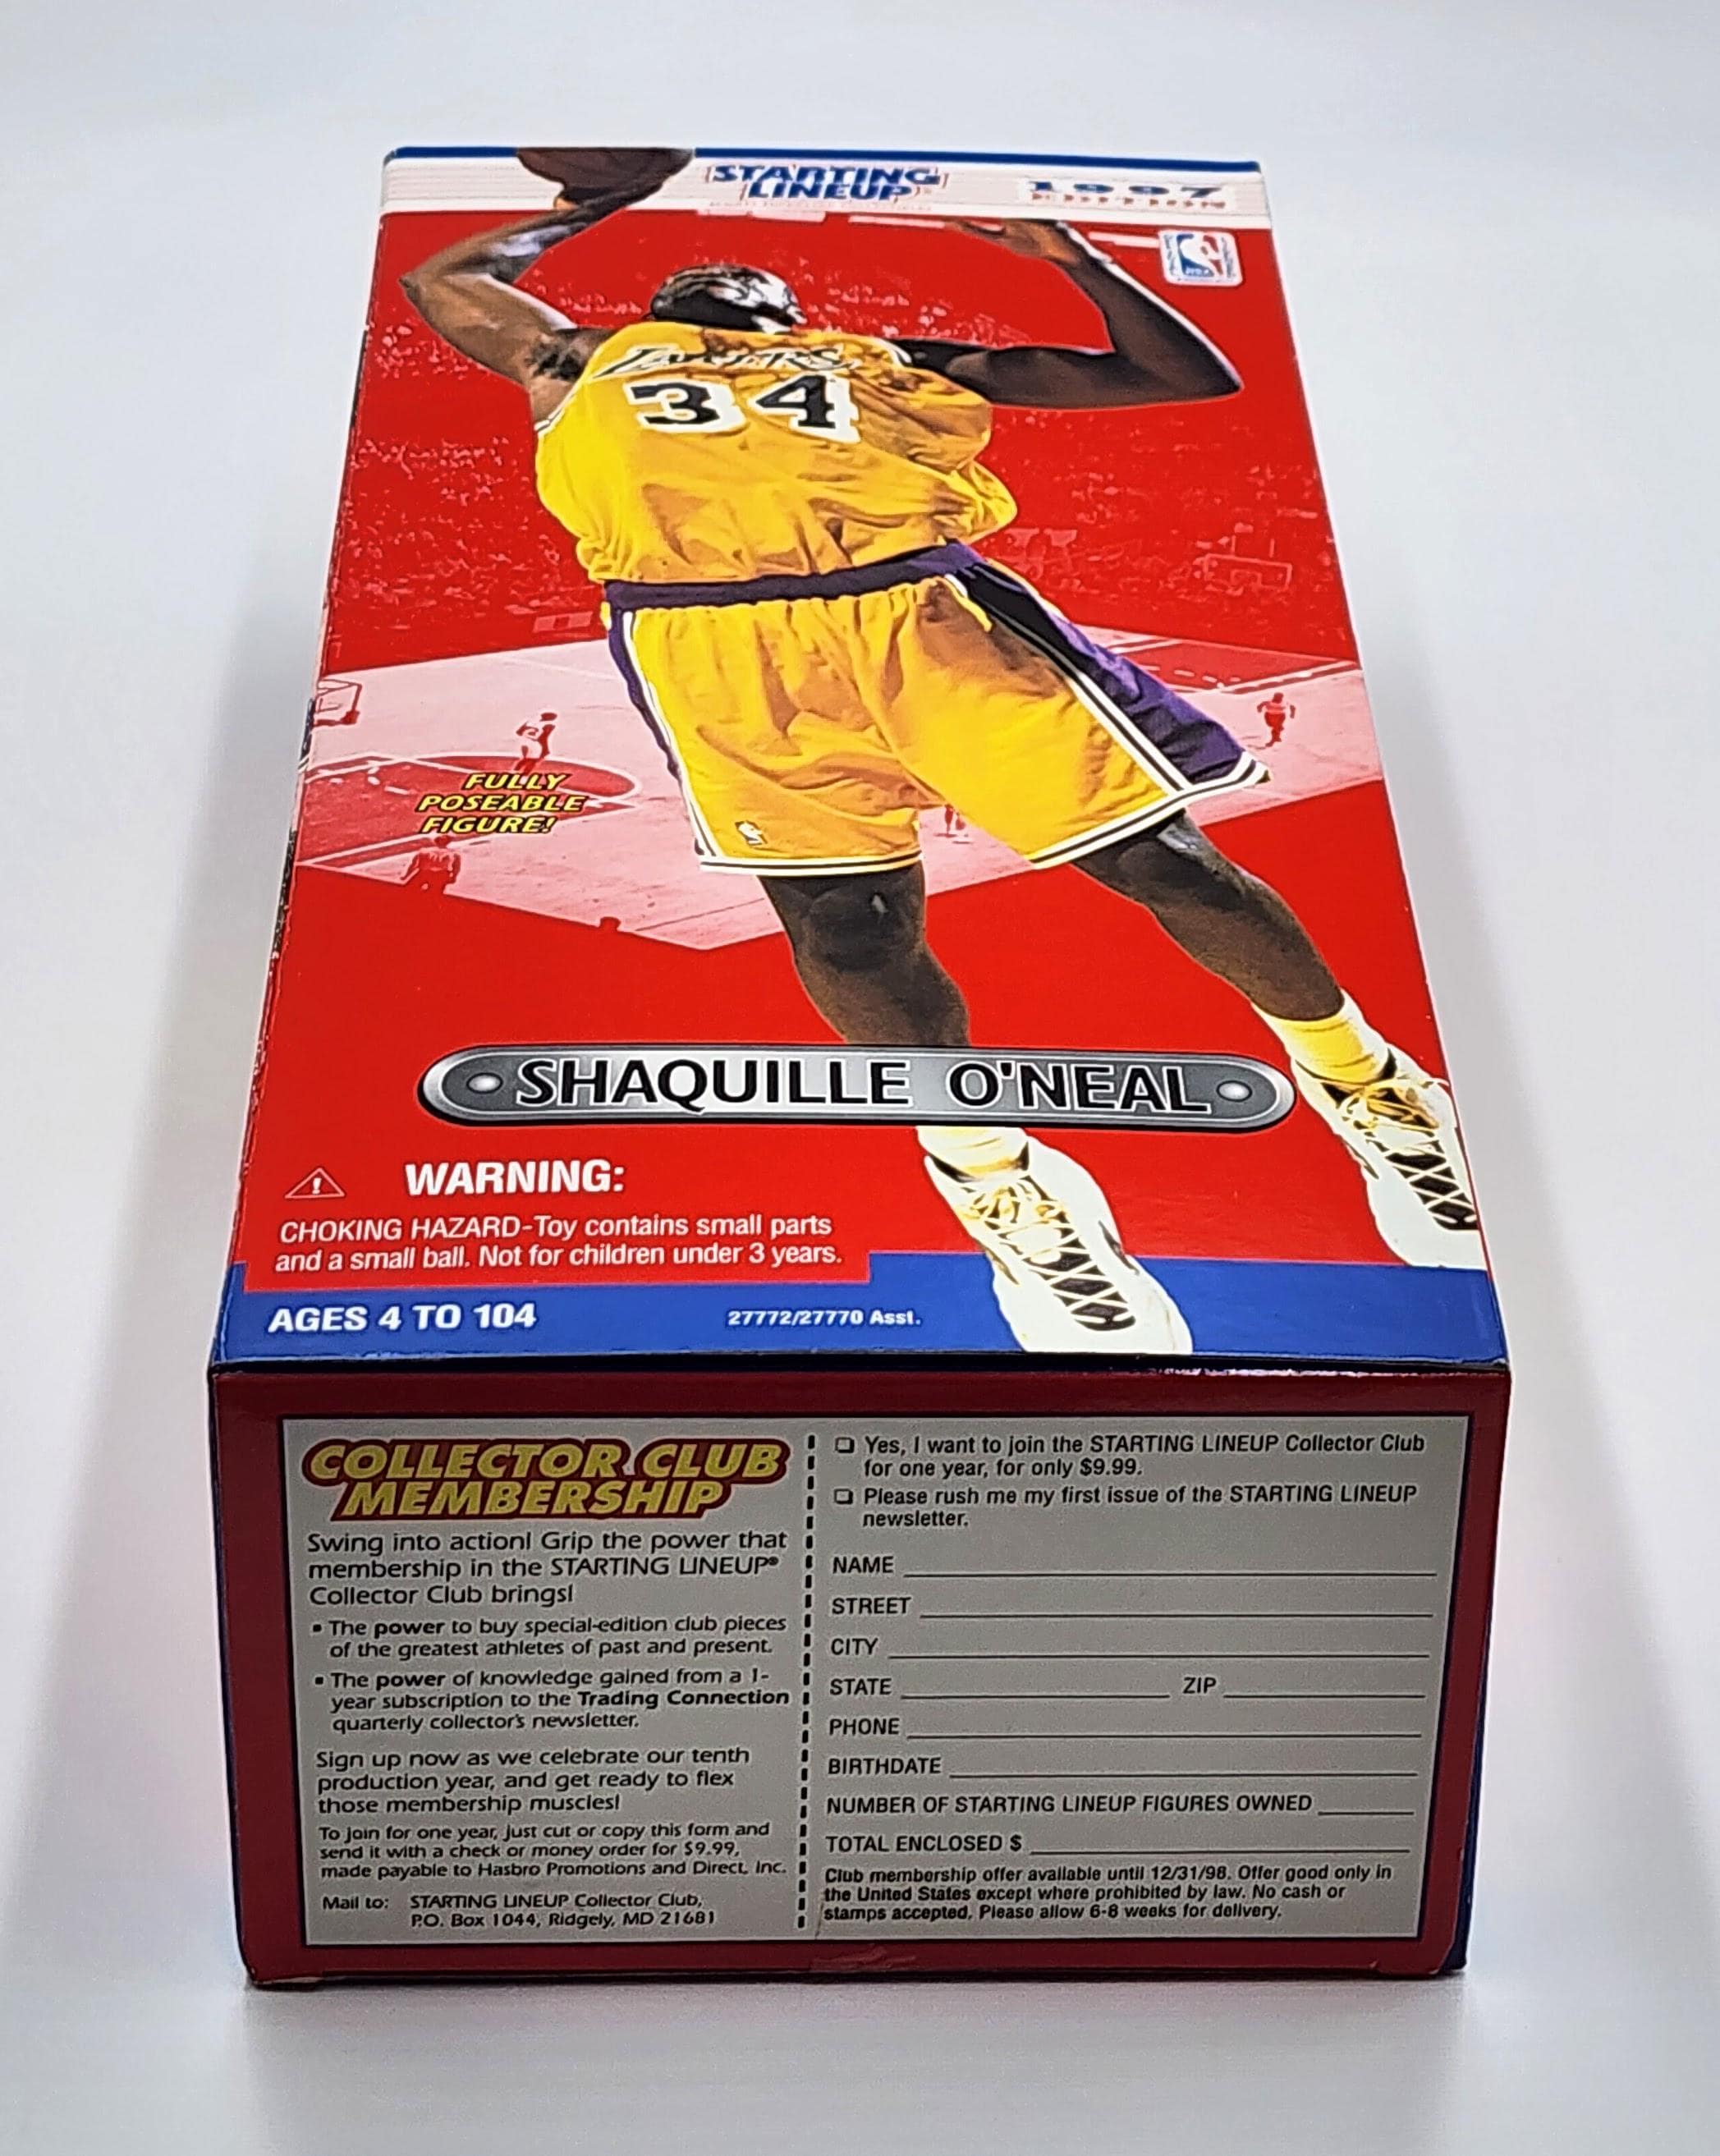 STARTING
LINEUP
1997
EDITION
NBA
LAKERS
34
FULLY
POSEABLE
FIGURE!
SHAQUILLE O'NEAL
WARNING:
CHOKING HAZARD-Toy contains small parts
and a small ball. Not for children under 3 years.
AGES 4 TO 104
27772/27770 Asst.
COLLECTOR CLUB
MEMBERSHIP
Swing into action! Grip the power that
membership in the STARTING LINEUP®
Collector Club brings!
• The power to buy special-edition club pieces
of the greatest athletes of past and present.
• The power of knowledge gained from a 1-
year subscription to the Trading Connection
quarterly collector's newsletter.
Sign up now as we celebrate our tenth
production year, and get ready to flex
those membership muscles!
To join for one year, just cut or copy this form and
send it with a check or money order for $9.99,
made payable to Hasbro Promotions and Direct, Inc.
Mail to: STARTING LINEUP Collector Club,
P.O. Box 1044, Ridgely, MD 21681
Yes, I want to join the STARTING LINEUP Collector Club
for one year, for only $9.99.
Please rush me my first issue of the STARTING LINEUP
newsletter.
NAME
STREET
CITY
STATE ZIP
PHONE
BIRTHDATE
NUMBER OF STARTING LINEUP FIGURES OWNED
TOTAL ENCLOSED $
Club membership offer available until 12/31/98. Offer good only in
the United States except where prohibited by law. No cash or
stamps accepted. Please allow 6-8 weeks for delivery.